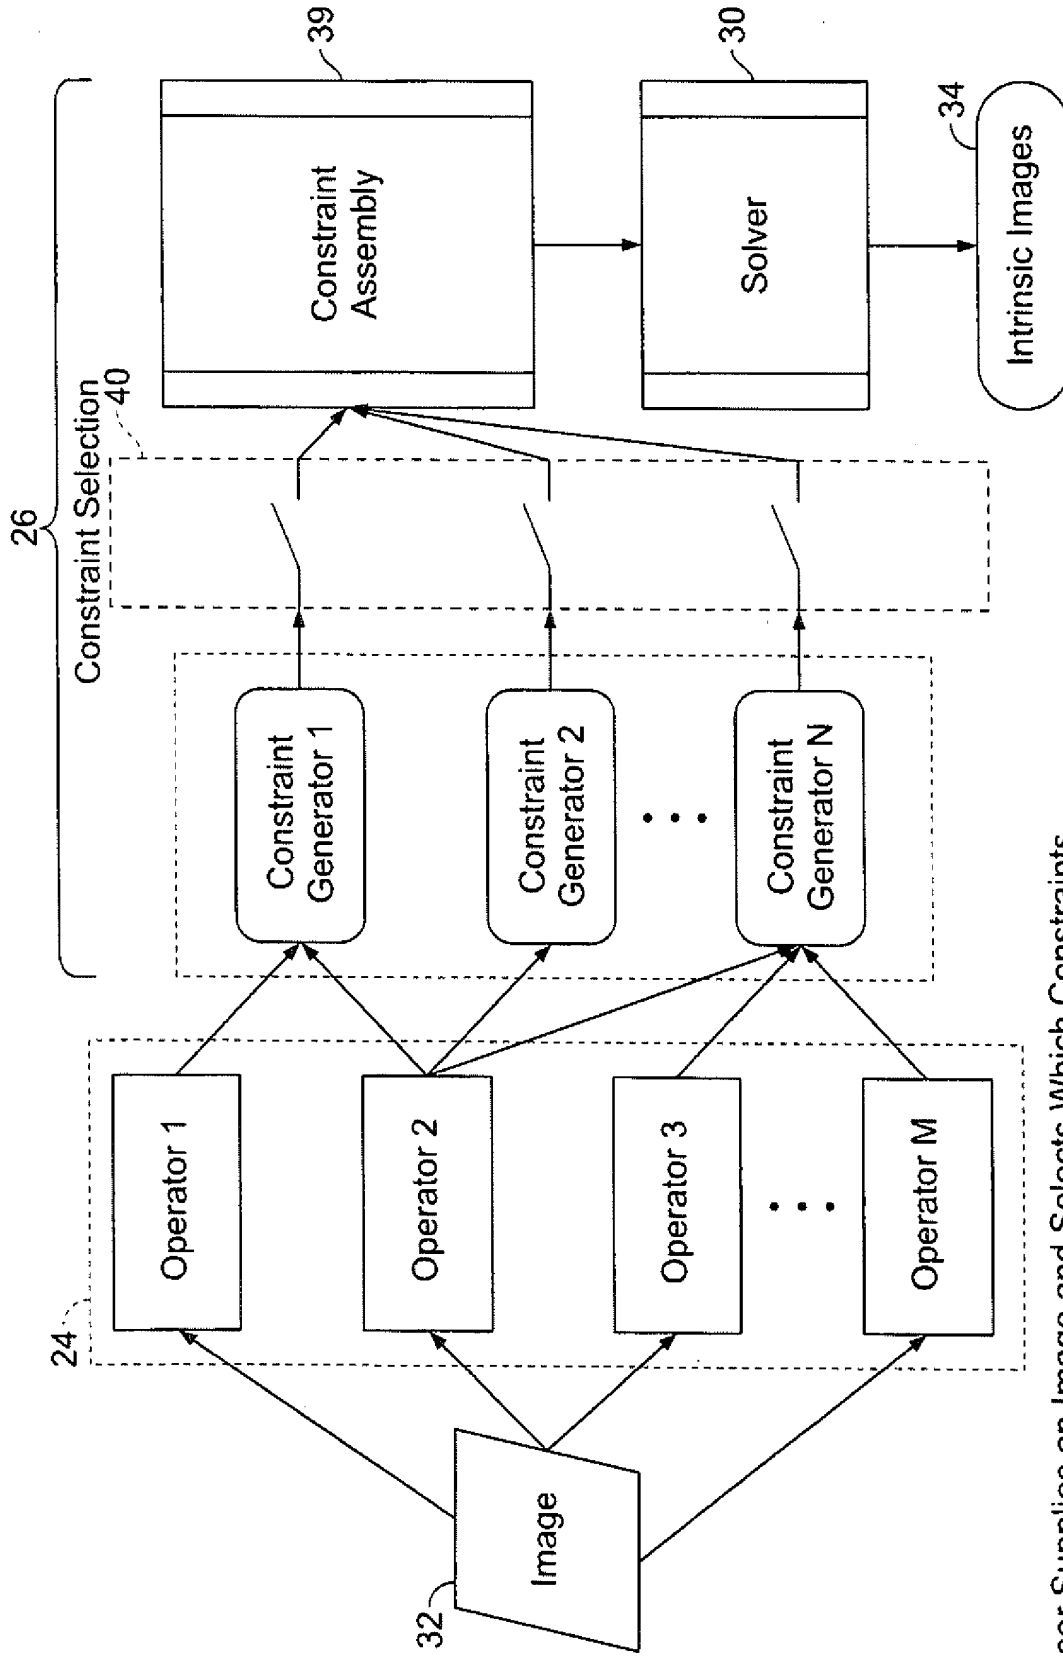 26
Constraint Selection
24
40
39
30
34
32
Image
Operator 1
Operator 2
Operator 3
Operator M
Constraint
Generator 1
Constraint
Generator 2
Constraint
Generator N
Constraint
Assembly
Solver
Intrinsic Images
Supplies an Image and Selects Which Constraints